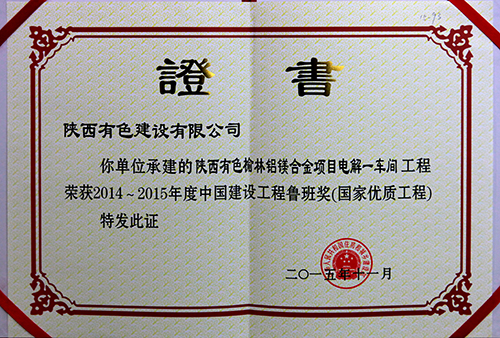 證書
陕西有色建设有限公司
你单位承建的陕西有色榆林铝镁合金项目电解一车间工程
荣获2014~2015年度中国建设工程鲁班奖(国家优质工程)
特发此证
二〇一五年十一月